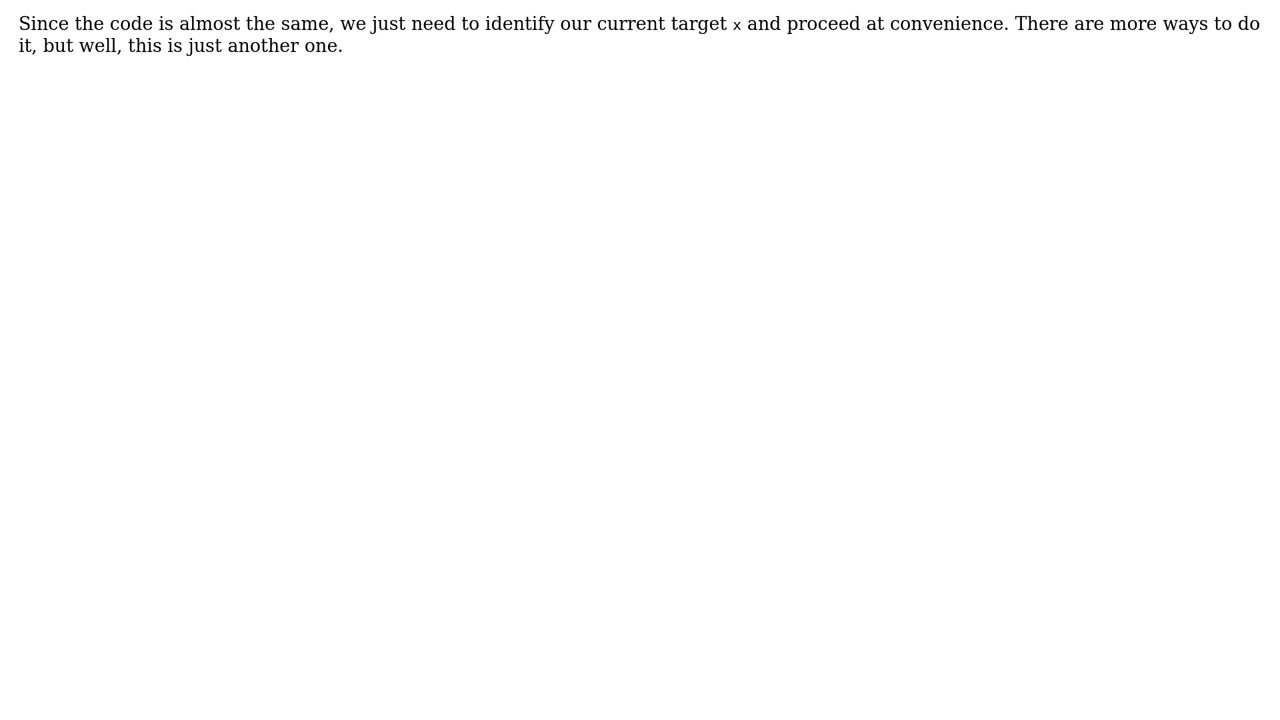 Since the code is almost the same, we just need to identify our current target x and proceed at convenience. There are more ways to do
it, but well, this is just another one.